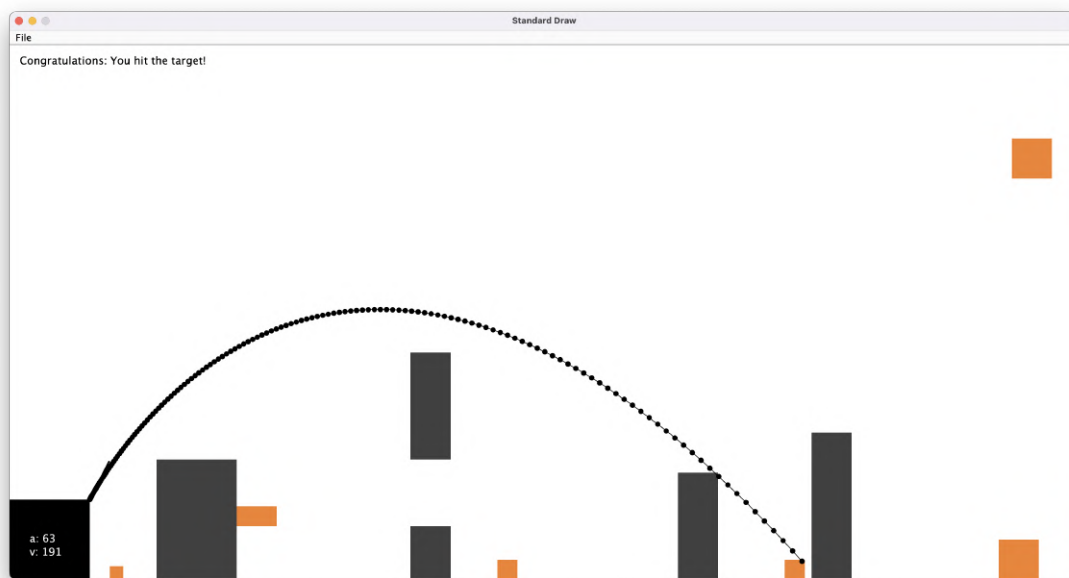 Standard Draw
File
Congratulations: You hit the target!
a: 63
v: 191